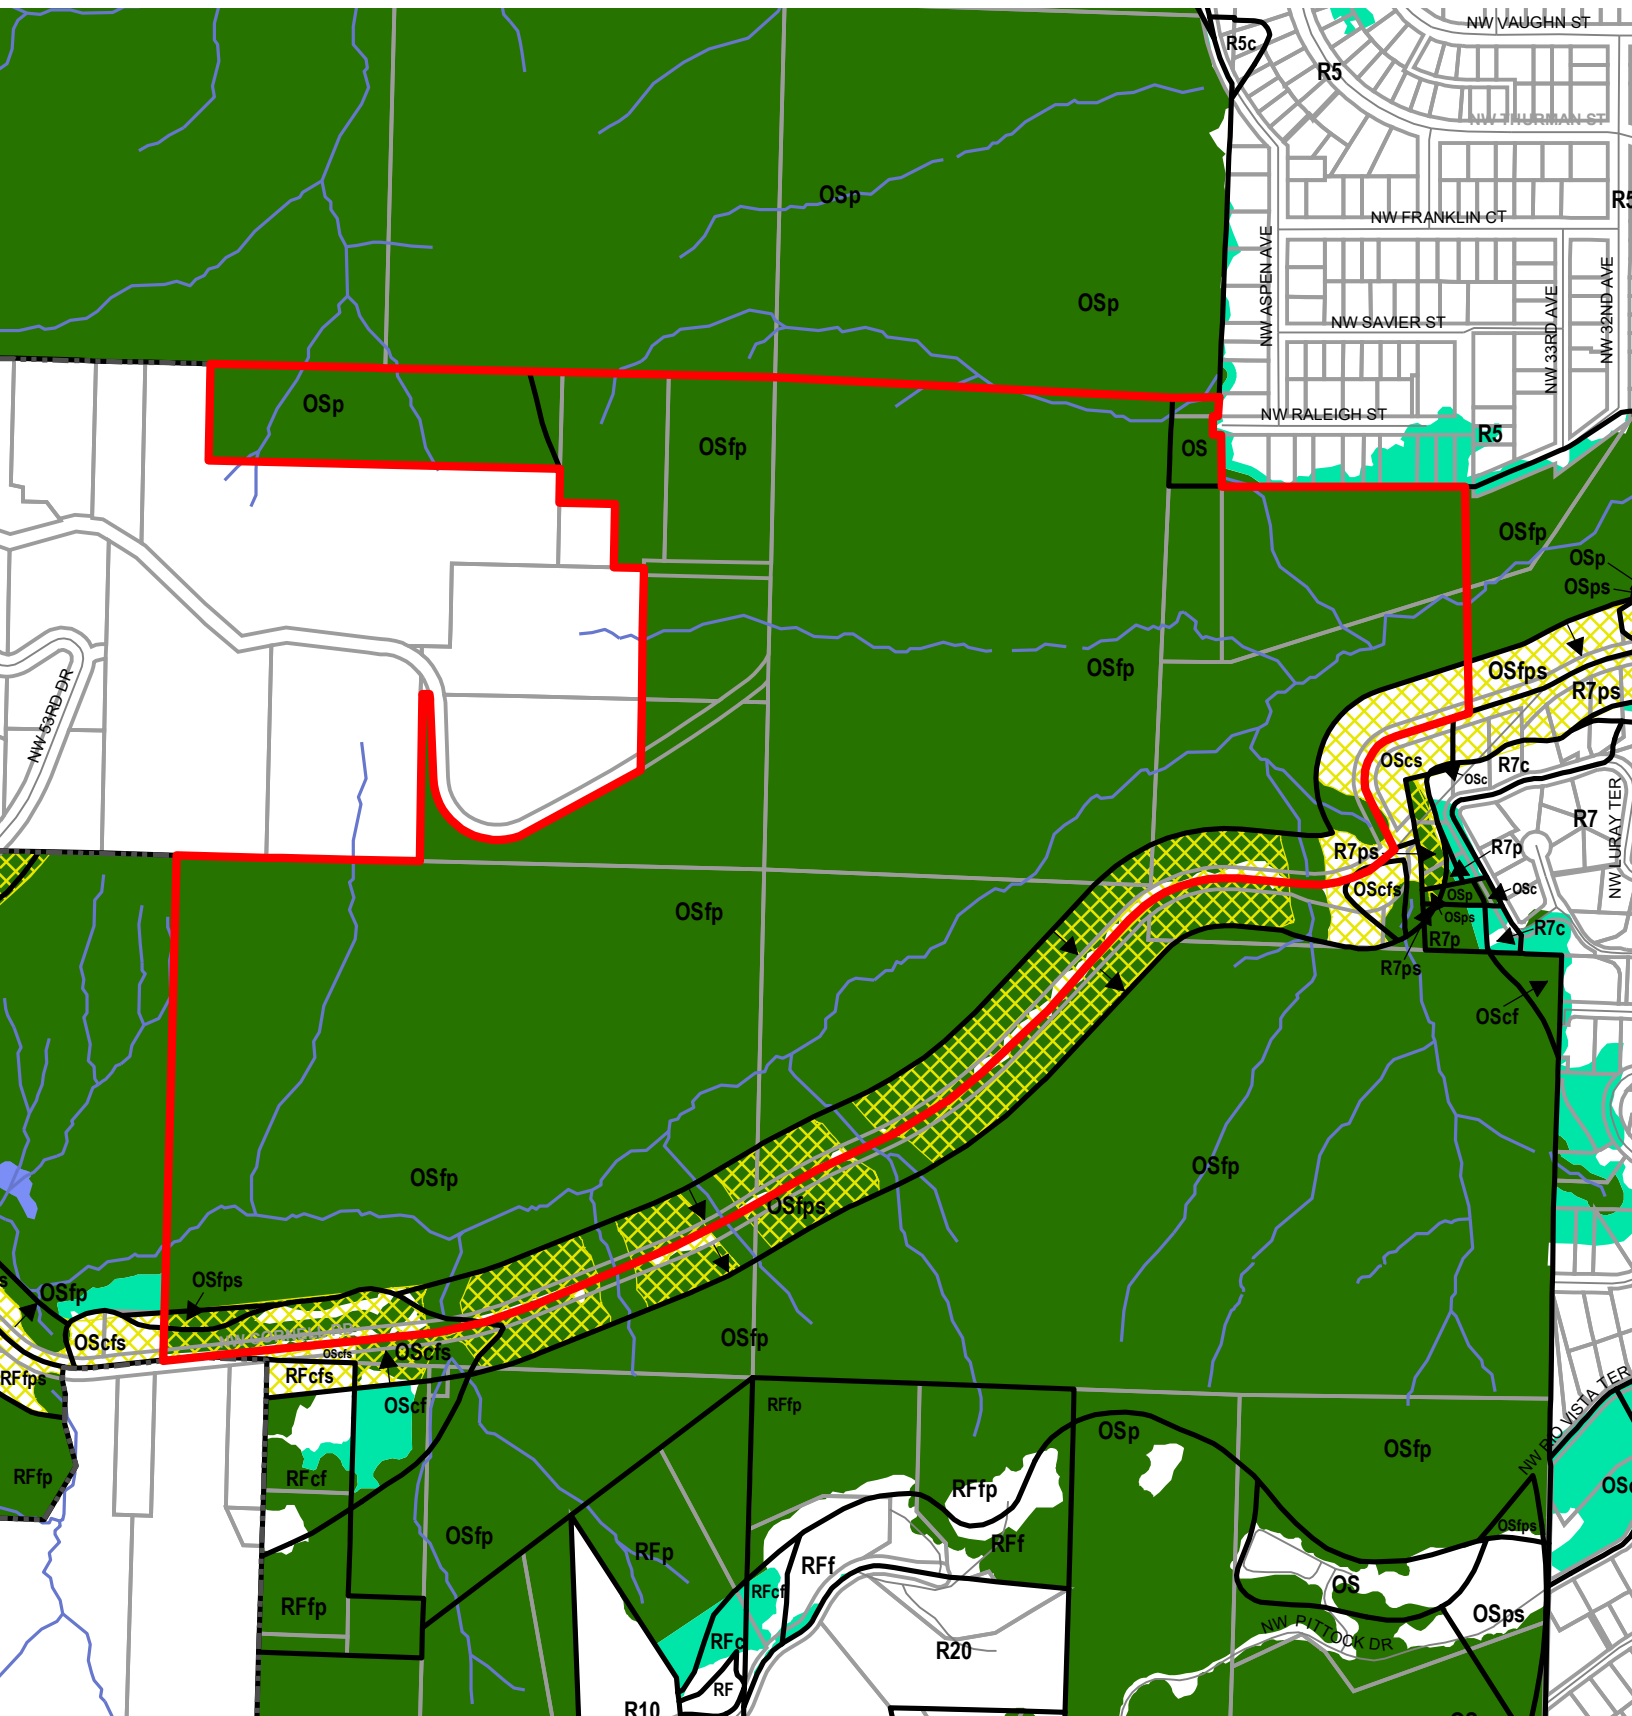 NW VAUGHN ST
R5c
R5
NW THURMAN ST
OSp
R5
NW FRANKLIN CT
NW ASPEN AVE
NW 33RD AVE
NW 32ND AVE
OSp
NW SAVIER ST
OSp
NW RALEIGH ST
R5
OSfp
OS
OSfp
OSp
OSps
OSfp
OSfps
R7ps
NW 53RD DR
OScs
OSc
R7c
NW LURAY TER
R7
R7ps
R7p
OScfs
OSp
OSc
OSfp
OSps
R7p
R7c
R7ps
OScf
OSfp
OSfp
OSfps
OSfps
s
OSfp
OSfp
OScfs
OScfs
OScfs
RFfps
RFcfs
OScf
RFfp
NW RIO VISTA TER
OSp
OSfp
RFfp
RFcf
RFfp
OSfps
OSfp
RFf
RFp
RFf
RFcf
OS
RFfp
OSps
NW PITTOCK DR
RFc
R20
RF
R10